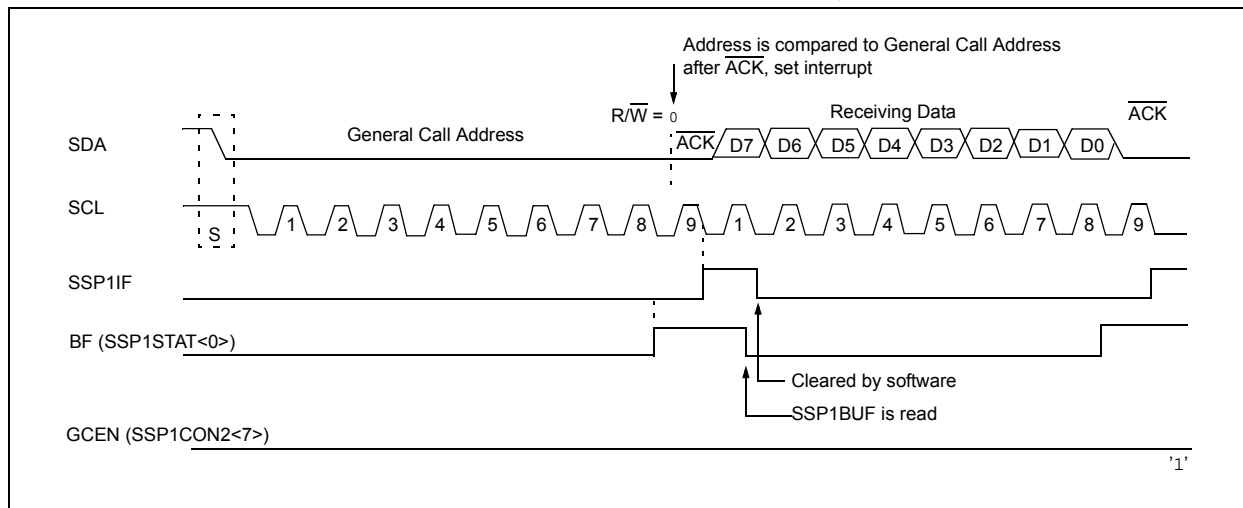 Address is compared to General Call Address
after ACK, set interrupt
R/W = 0
Receiving Data
ACK
General Call Address
SDA
ACK D7 D6 D5 D4 D3 D2 D1 D0
SCL
S
1 2 3 4 5 6 7 8 9 1 2 3 4 5 6 7 8 9
SSP1IF
BF (SSP1STAT<0>)
Cleared by software
SSP1BUF is read
GCEN (SSP1CON2<7>)
'1'